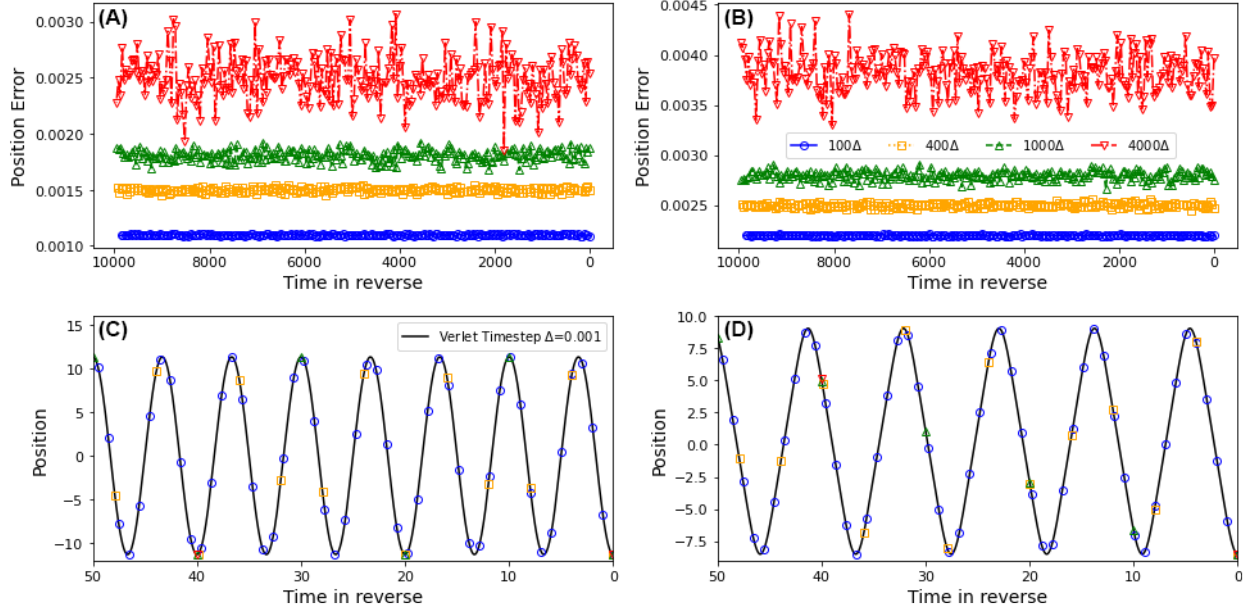 (A)
0.0030
0.0025
0.0020
0.0015
0.0010
Position Error
10000 8000 6000 4000 2000 0
Time in reverse
(B)
0.0045
0.0040
0.0035
0.0030
0.0025
Position Error
100Δ 400Δ 1000Δ 4000Δ
10000 8000 6000 4000 2000 0
Time in reverse
(C)
15
10
5
0
−5
−10
Position
Verlet Timestep Δ=0.001
50 40 30 20 10 0
Time in reverse
(D)
10.0
7.5
5.0
2.5
0.0
−2.5
−5.0
−7.5
Position
50 40 30 20 10 0
Time in reverse